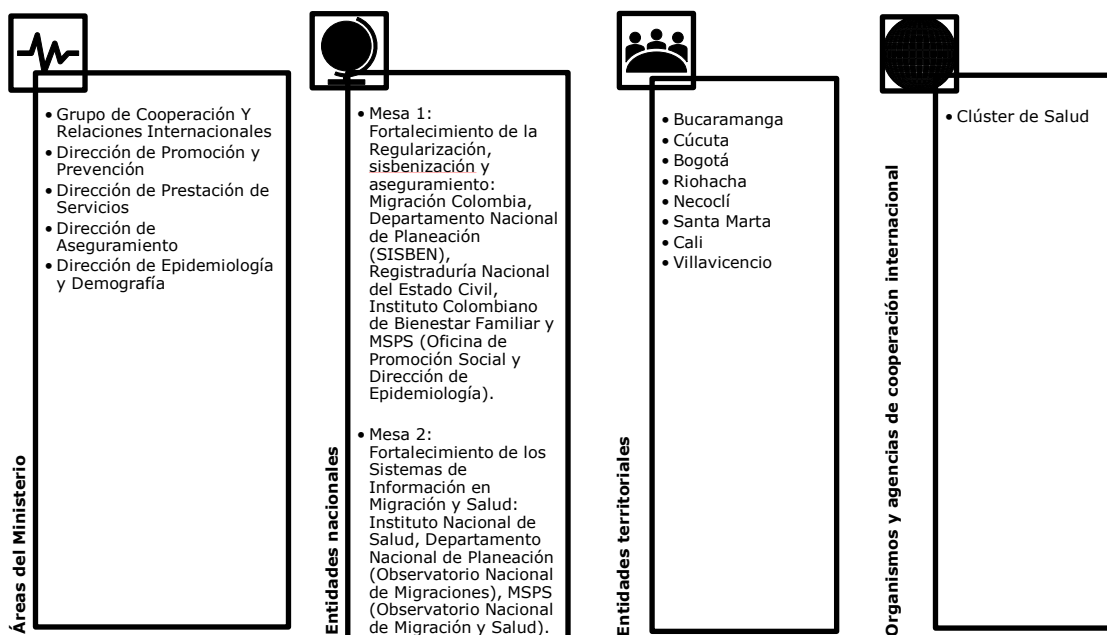 Áreas del Ministerio
• Grupo de Cooperación Y
Relaciones Internacionales
• Dirección de Promoción y
Prevención
• Dirección de Prestación de
Servicios
• Dirección de
Aseguramiento
• Dirección de Epidemiología
y Demografía
Entidades nacionales
• Mesa 1:
Fortalecimiento de la
Regularización,
sisbenización y
aseguramiento:
Migración Colombia,
Departamento Nacional
de Planeación
(SISBEN),
Registraduría Nacional
del Estado Civil,
Instituto Colombiano
de Bienestar Familiar y
MSPS (Oficina de
Promoción Social y
Dirección de
Epidemiología).
• Mesa 2:
Fortalecimiento de los
Sistemas de
Información en
Migración y Salud:
Instituto Nacional de
Salud, Departamento
Nacional de Planeación
(Observatorio Nacional
de Migraciones), MSPS
(Observatorio Nacional
de Migración y Salud).
Entidades territoriales
• Bucaramanga
• Cúcuta
• Bogotá
• Riohacha
• Necoclí
• Santa Marta
• Cali
• Villavicencio
Organismos y agencias de cooperación internacional
• Clúster de Salud